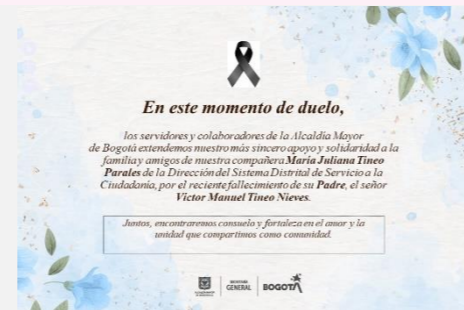 En este momento de duelo,
los servidores y colaboradores de la Alcaldía Mayor
de Bogotá extendemos nuestro más sincero apoyo y solidaridad a la
familia y amigos de nuestra compañera María Juliana Tineo
Parales de la Dirección del Sistema Distrital de Servicio a la
Ciudadanía, por el reciente fallecimiento de su Padre, el señor
Victor Manuel Tineo Nieves.
Juntos, encontraremos consuelo y fortaleza en el amor y la
unidad que compartimos como comunidad.
GENERAL
BOGOTÁ